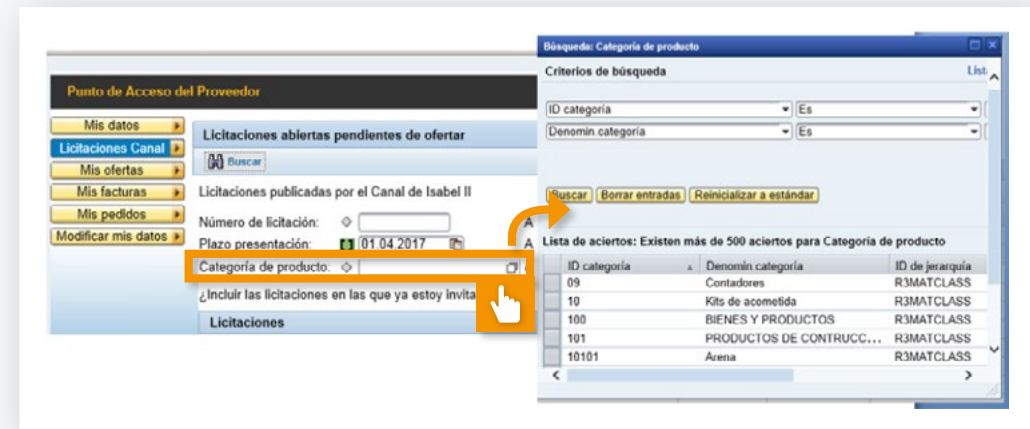 Punto de Acceso del Proveedor
Mis datos
Licitaciones Canal
Mis ofertas
Mis facturas
Mis pedidos
Modificar mis datos
Licitaciones abiertas pendientes de ofertar
Buscar
Licitaciones publicadas por el Canal de Isabel II
Número de licitación:
A
Plazo presentación: 01.04.2017
A
Categoría de producto:
¿Incluir las licitaciones en las que ya estoy invita
Licitaciones
Búsqueda: Categoría de producto
Criterios de búsqueda
List
ID categoría Es
Denomin.categoría Es
Buscar Borrar entradas Reinicializar a estándar
Lista de aciertos: Existen más de 500 aciertos para Categoría de producto
ID categoría Denomin.categoría ID de jerarquía
09 Contadores R3MATCLASS
10 Kits de acometida R3MATCLASS
100 BIENES Y PRODUCTOS R3MATCLASS
101 PRODUCTOS DE CONTRUCC... R3MATCLASS
10101 Arena R3MATCLASS